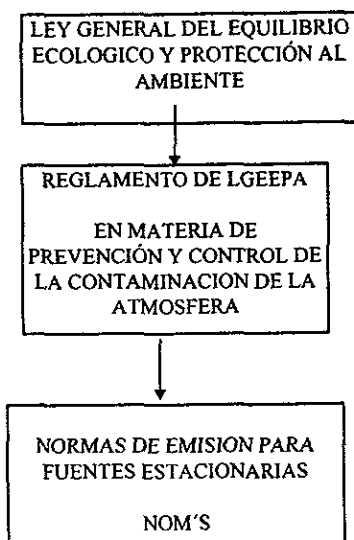 LEY GENERAL DEL EQUILIBRIO
ECOLOGICO Y PROTECCIÓN AL
AMBIENTE
REGLAMENTO DE LGEEPA
EN MATERIA DE
PREVENCIÓN Y CONTROL DE
LA CONTAMINACION DE LA
ATMOSFERA
NORMAS DE EMISION PARA
FUENTES ESTACIONARIAS
NOM´S